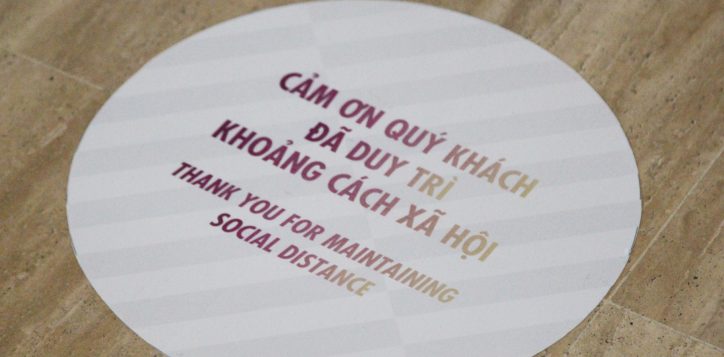 CẢM ƠN QUÝ KHÁCH
ĐÃ DUY TRÌ
KHOẢNG CÁCH XÃ HỘI
THANK YOU FOR MAINTAINING
SOCIAL DISTANCE